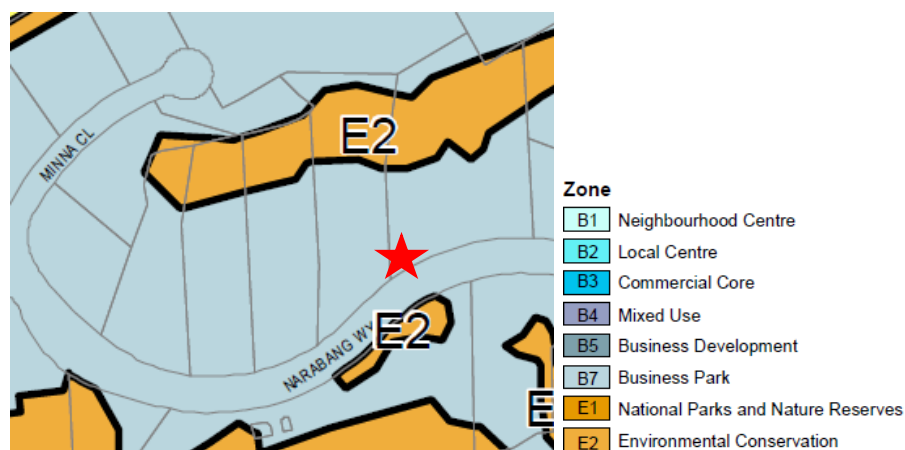 MINNA CL
E2
NARABANG WY
E2
E
Zone
B1 Neighbourhood Centre
B2 Local Centre
B3 Commercial Core
B4 Mixed Use
B5 Business Development
B7 Business Park
E1 National Parks and Nature Reserves
E2 Environmental Conservation